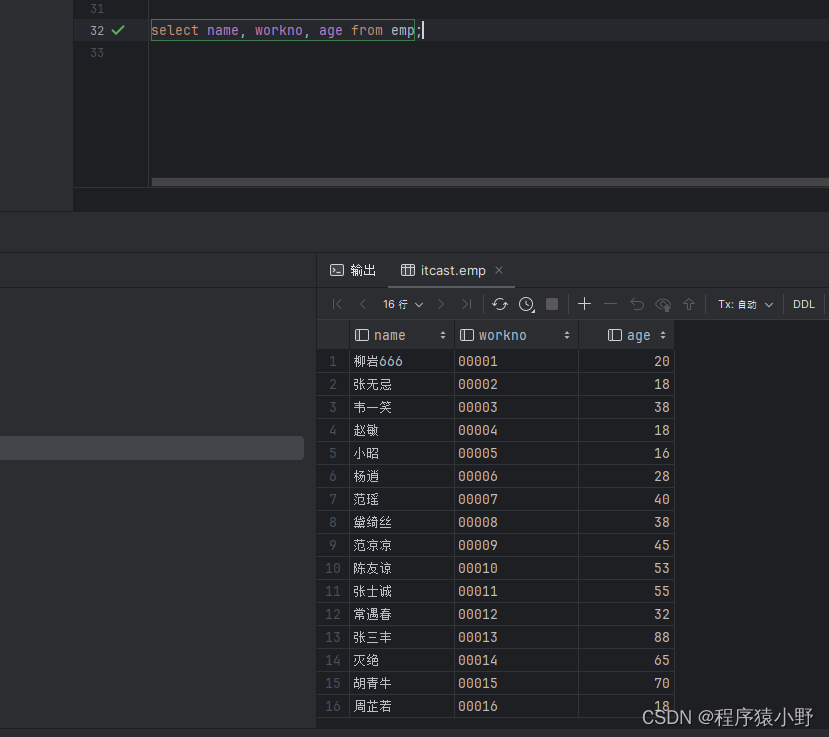 31
32 select name, workno, age from emp;
33
输出 itcast.emp
16 行 Tx: 自动 DDL
name workno age
1 柳岩666 00001 20
2 张无忌 00002 18
3 韦一笑 00003 38
4 赵敏 00004 18
5 小昭 00005 16
6 杨逍 00006 28
7 范瑶 00007 40
8 黛绮丝 00008 38
9 范凉凉 00009 45
10 陈友谅 00010 53
11 张士诚 00011 55
12 常遇春 00012 32
13 张三丰 00013 88
14 灭绝 00014 65
15 胡青牛 00015 70
16 周芷若 00016 18
CSDN @程序猿小野